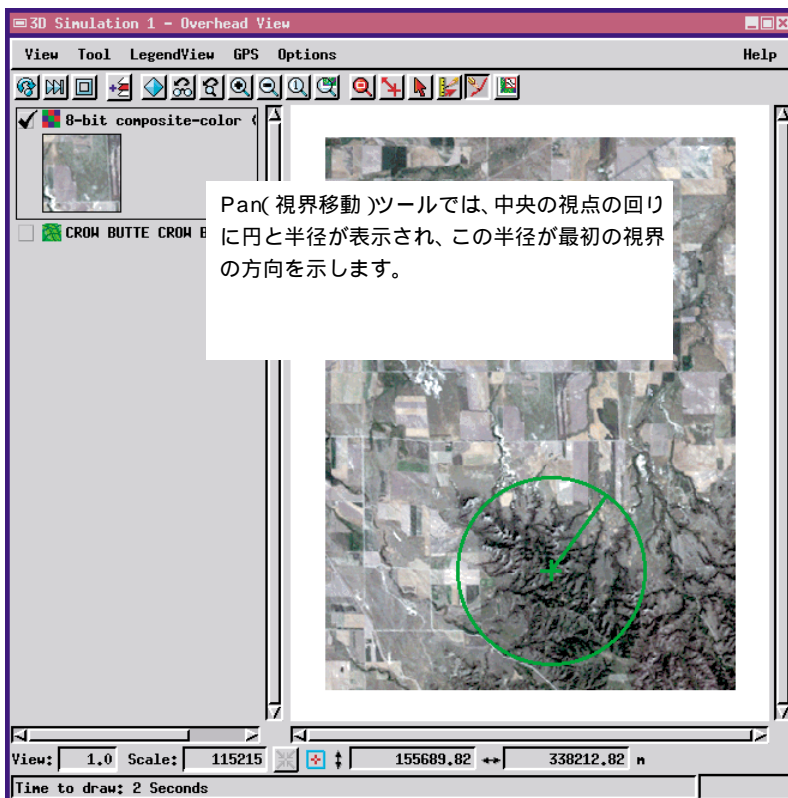 3D Simulation 1 - Overhead View
View Tool LegendView GPS Options Help
8-bit composite-color (
CROW BUTTE CROW B
Pan(視界移動)ツールでは、中央の視点の回り
に円と半径が表示され、この半径が最初の視界
の方向を示します。
View: 1.0 Scale: 115215 155689.82 338212.82 m
Time to draw: 2 Seconds